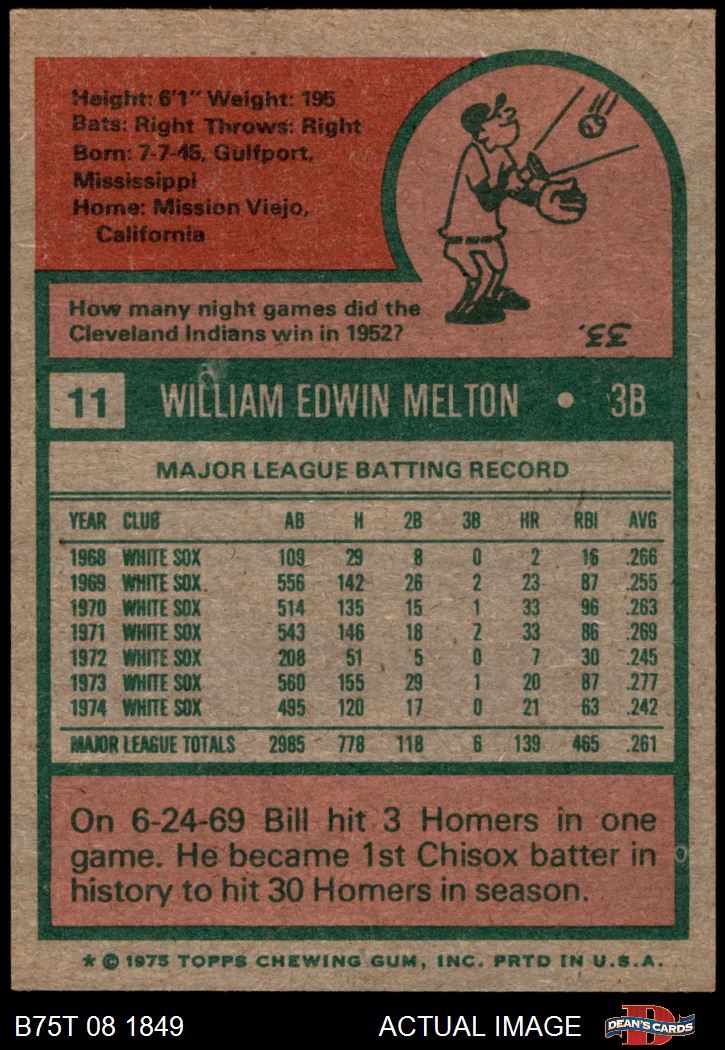 Height: 6'1" Weight: 195
Bats: Right Throws: Right
Born: 7-7-45, Gulfport,
Mississippi
Home: Mission Viejo,
California
How many night games did the
Cleveland Indians win in 1952?
33.
11 WILLIAM EDWIN MELTON • 3B
MAJOR LEAGUE BATTING RECORD
YEAR CLUB AB H 2B 3B HR RBI AVG
1968 WHITE SOX 109 29 8 0 2 16 .266
1969 WHITE SOX 556 142 26 2 23 87 .255
1970 WHITE SOX 514 135 15 1 33 96 .263
1971 WHITE SOX 543 146 18 2 33 86 .269
1972 WHITE SOX 208 51 5 0 7 30 .245
1973 WHITE SOX 560 155 29 1 20 87 .277
1974 WHITE SOX 495 120 17 0 21 63 .242
MAJOR LEAGUE TOTALS 2985 778 118 6 139 465 .261
On 6-24-69 Bill hit 3 Homers in one
game. He became 1st Chisox batter in
history to hit 30 Homers in season.
* © 1975 TOPPS CHEWING GUM, INC. PRTD IN U.S.A.
B75T 08 1849 ACTUAL IMAGE D DEAN'S CARDS